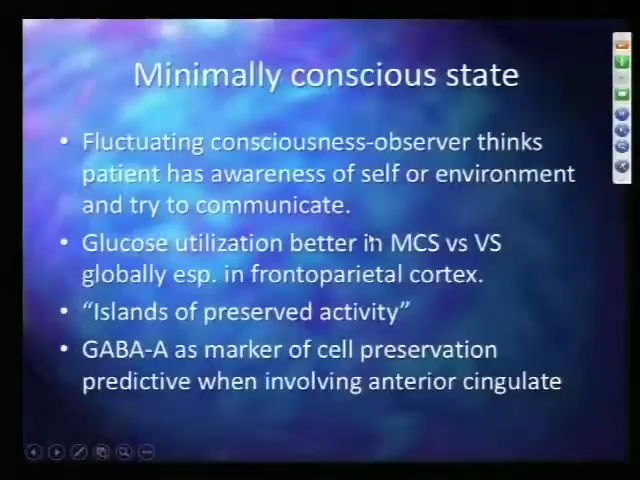 Minimally conscious state
• Fluctuating consciousness-observer thinks
patient has awareness of self or environment
and try to communicate.
• Glucose utilization better in MCS vs VS
globally esp. in frontoparietal cortex.
• “Islands of preserved activity”
• GABA-A as marker of cell preservation
predictive when involving anterior cingulate